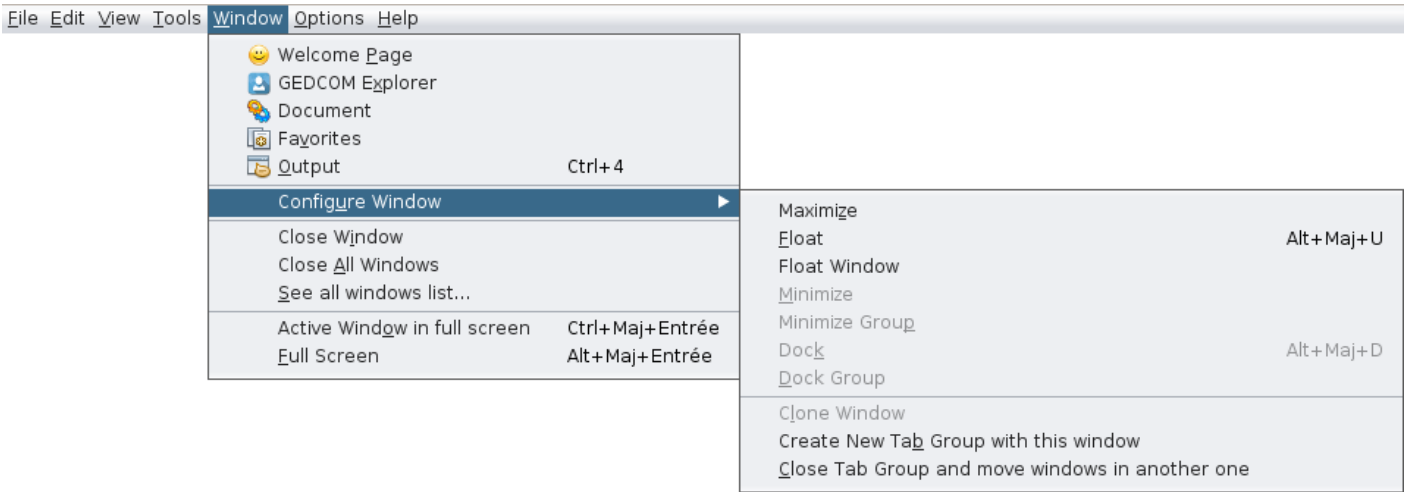 File Edit View Tools Window Options Help
Welcome Page
GEDCOM Explorer
Document
Favorites
Output Ctrl+4
Configure Window
Close Window
Close All Windows
See all windows list...
Active Window in full screen Ctrl+Maj+Entrée
Full Screen Alt+Maj+Entrée
Maximize
Float Alt+Maj+U
Float Window
Minimize
Minimize Group
Dock Alt+Maj+D
Dock Group
Clone Window
Create New Tab Group with this window
Close Tab Group and move windows in another one